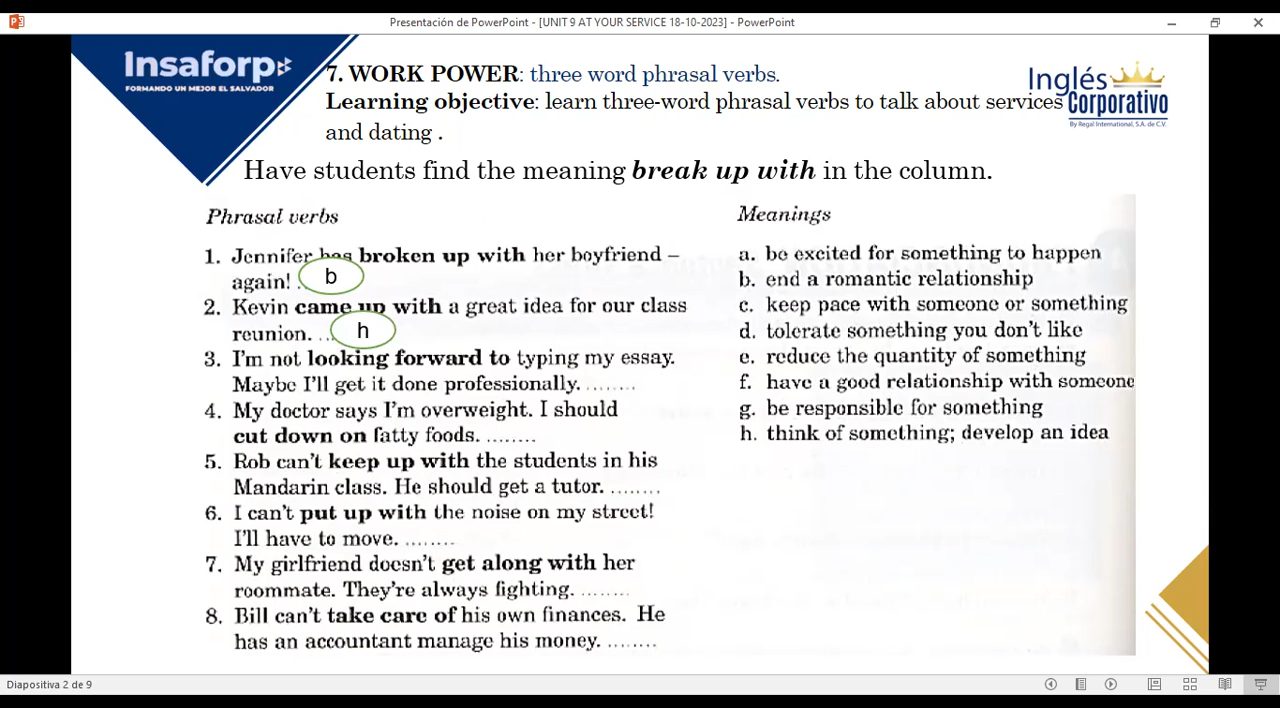 Presentación de PowerPoint - [UNIT 9 AT YOUR SERVICE 18-10-2023] - PowerPoint
Insaforp
FORMANDO UN MEJOR EL SALVADOR
7. WORK POWER: three word phrasal verbs.
Learning objective: learn three-word phrasal verbs to talk about services
and dating .
Inglés
Corporativo
By Regal International, S.A. de C.V.
Have students find the meaning break up with in the column.
Phrasal verbs
1. Jennifer has broken up with her boyfriend –
again! .
b
2. Kevin came up with a great idea for our class
reunion. ..
h
3. I'm not looking forward to typing my essay.
Maybe I'll get it done professionally. ........
4. My doctor says I'm overweight. I should
cut down on fatty foods. ........
5. Rob can't keep up with the students in his
Mandarin class. He should get a tutor. ........
6. I can't put up with the noise on my street!
I'll have to move. ........
7. My girlfriend doesn't get along with her
roommate. They're always fighting. ........
8. Bill can't take care of his own finances. He
has an accountant manage his money. ........
Meanings
a. be excited for something to happen
b. end a romantic relationship
c. keep pace with someone or something
d. tolerate something you don't like
e. reduce the quantity of something
f. have a good relationship with someone
g. be responsible for something
h. think of something; develop an idea
Diapositiva 2 de 9